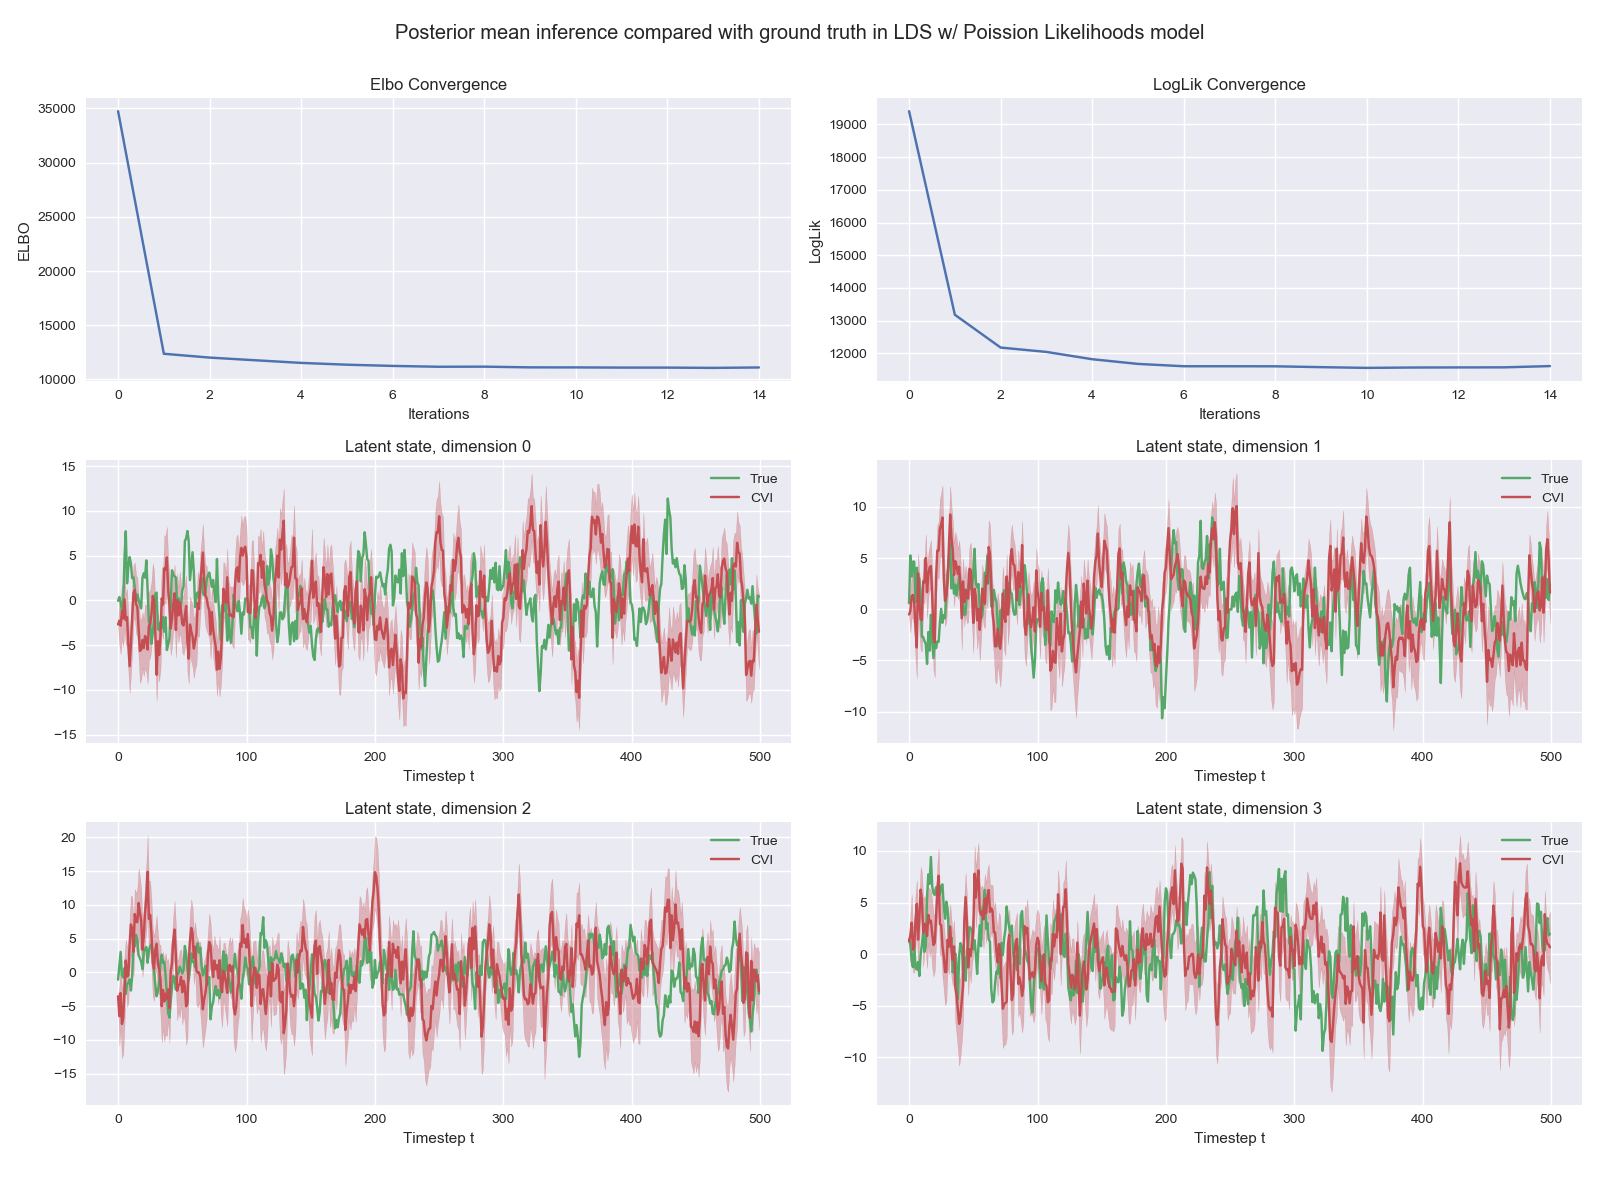 Posterior mean inference compared with ground truth in LDS w/ Poission Likelihoods model
Elbo Convergence
ELBO
35000
30000
25000
20000
15000
10000
0 2 4 6 8 10 12 14
Iterations
LogLik Convergence
LogLik
19000
18000
17000
16000
15000
14000
13000
12000
0 2 4 6 8 10 12 14
Iterations
Latent state, dimension 0
True
CVI
15
10
5
0
−5
−10
−15
0 100 200 300 400 500
Timestep t
Latent state, dimension 1
True
CVI
10
5
0
−5
−10
0 100 200 300 400 500
Timestep t
Latent state, dimension 2
True
CVI
20
15
10
5
0
−5
−10
−15
0 100 200 300 400 500
Timestep t
Latent state, dimension 3
True
CVI
10
5
0
−5
−10
0 100 200 300 400 500
Timestep t